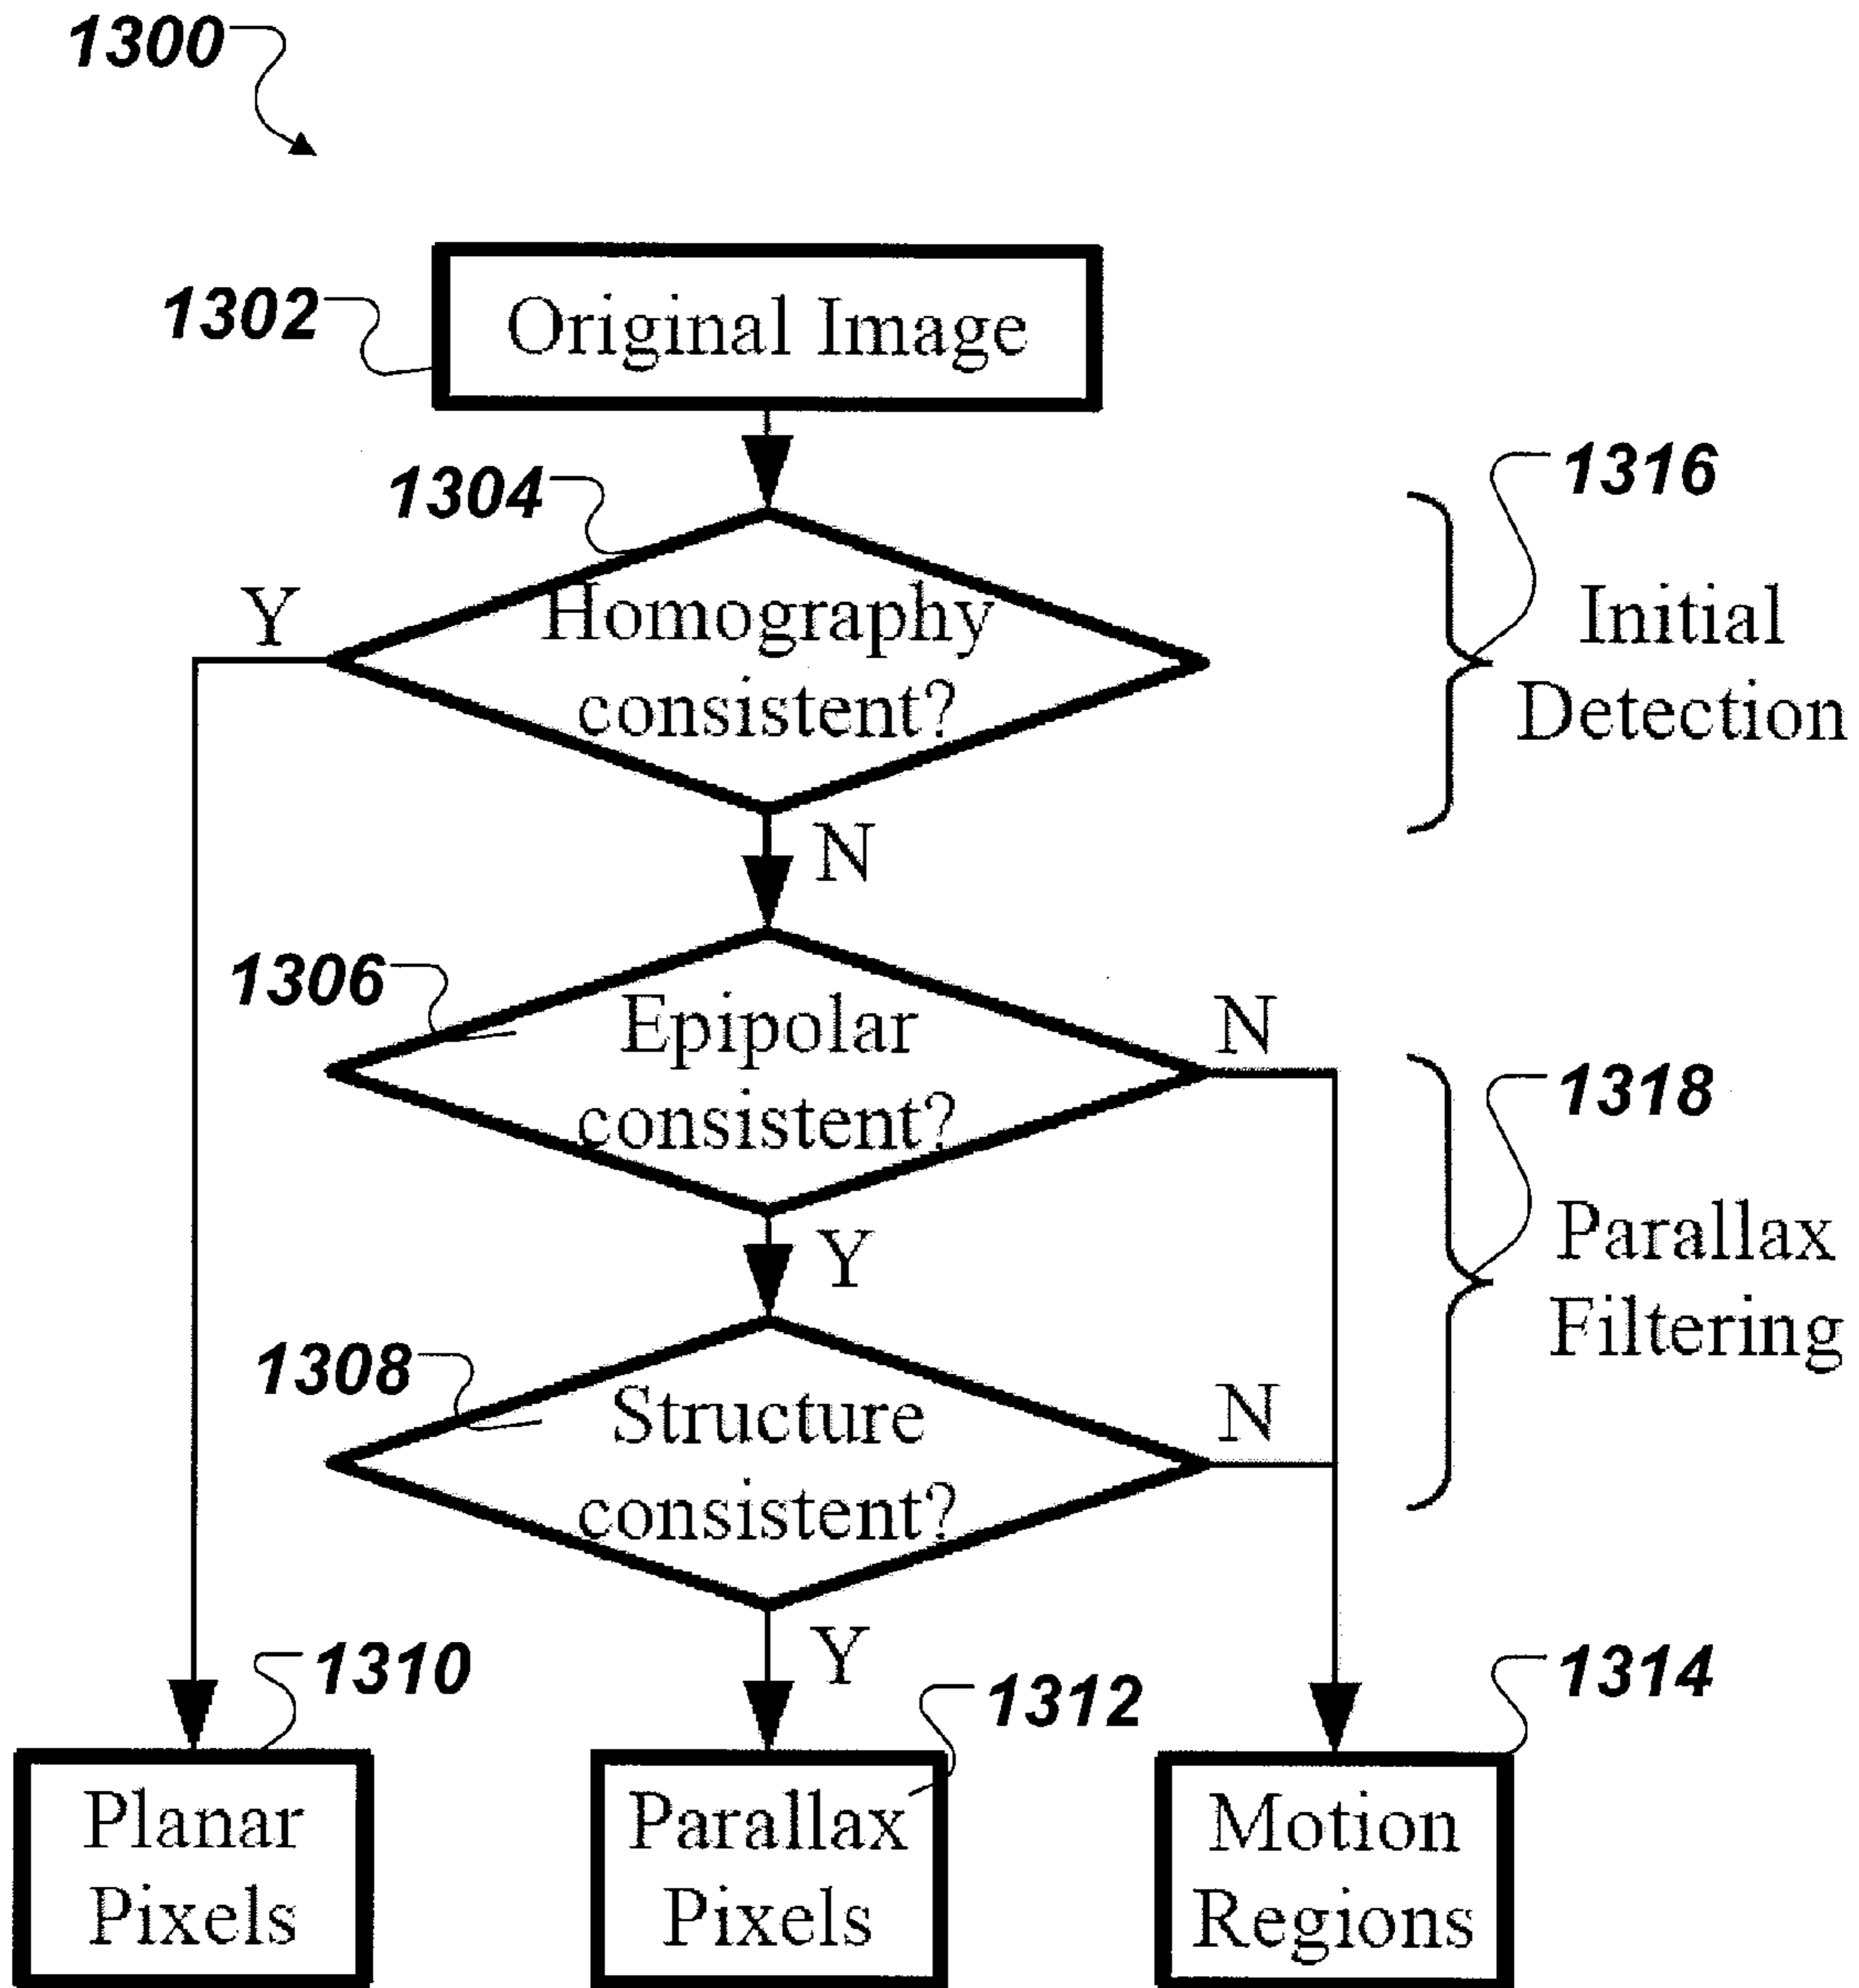 1300
1302
Original Image
1304
1316
Y
Homography
consistent?
Initial
Detection
N
1306
Epipolar
consistent?
N
1318
Parallax
Filtering
Y
1308
Structure
consistent?
N
Y
1310
1312
1314
Planar
Pixels
Parallax
Pixels
Motion
Regions